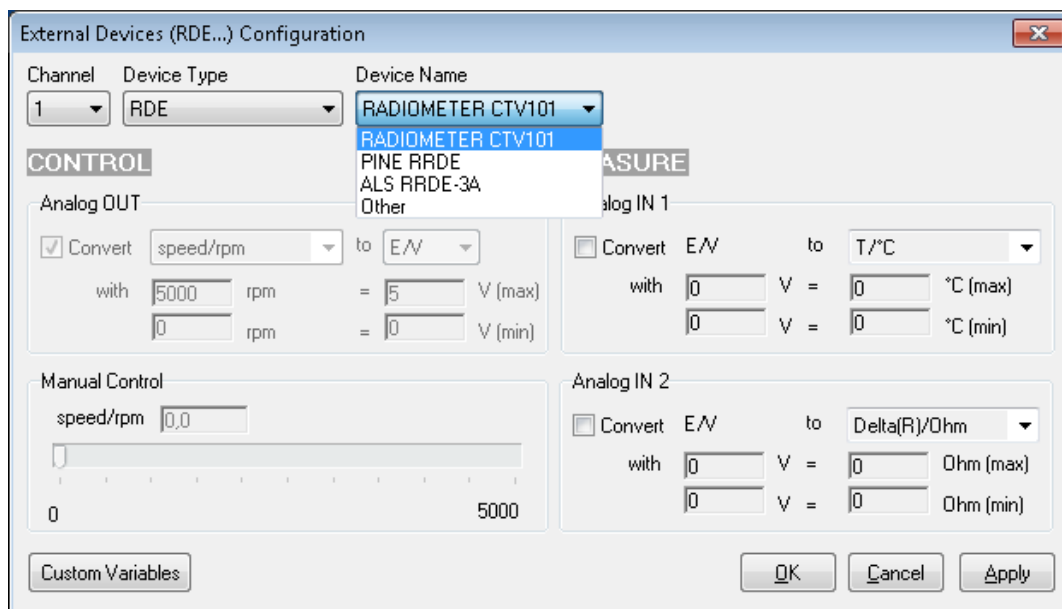 External Devices (RDE...) Configuration
Channel Device Type Device Name
1 RDE RADIOMETER CTV101
RADIOMETER CTV101
PINE RRDE
ALS RRDE-3A
Other
CONTROL
ASURE
Analog OUT
Convert speed/rpm to E/V
with 5000 rpm = 5 V (max)
0 rpm = 0 V (min)
alog IN 1
Convert E/V to T/°C
with 0 V = 0 °C (max)
0 V = 0 °C (min)
Manual Control
speed/rpm 0,0
0 5000
Analog IN 2
Convert E/V to Delta(R)/Ohm
with 0 V = 0 Ohm (max)
0 V = 0 Ohm (min)
Custom Variables OK Cancel Apply